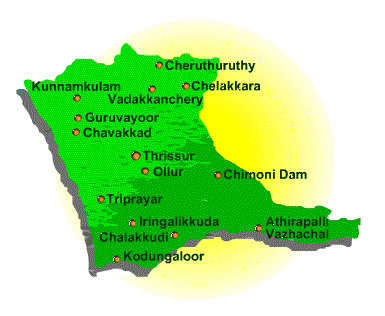 Cheruthuruthy
Kunnamkulam
Chelakkara
Vadakkanchery
Guruvayoor
Chavakkad
Thrissur
Ollur
Chimoni Dam
Triprayar
Iringalikkuda
Athirapalli
Chalakkudi
Vazhachal
Kodungaloor